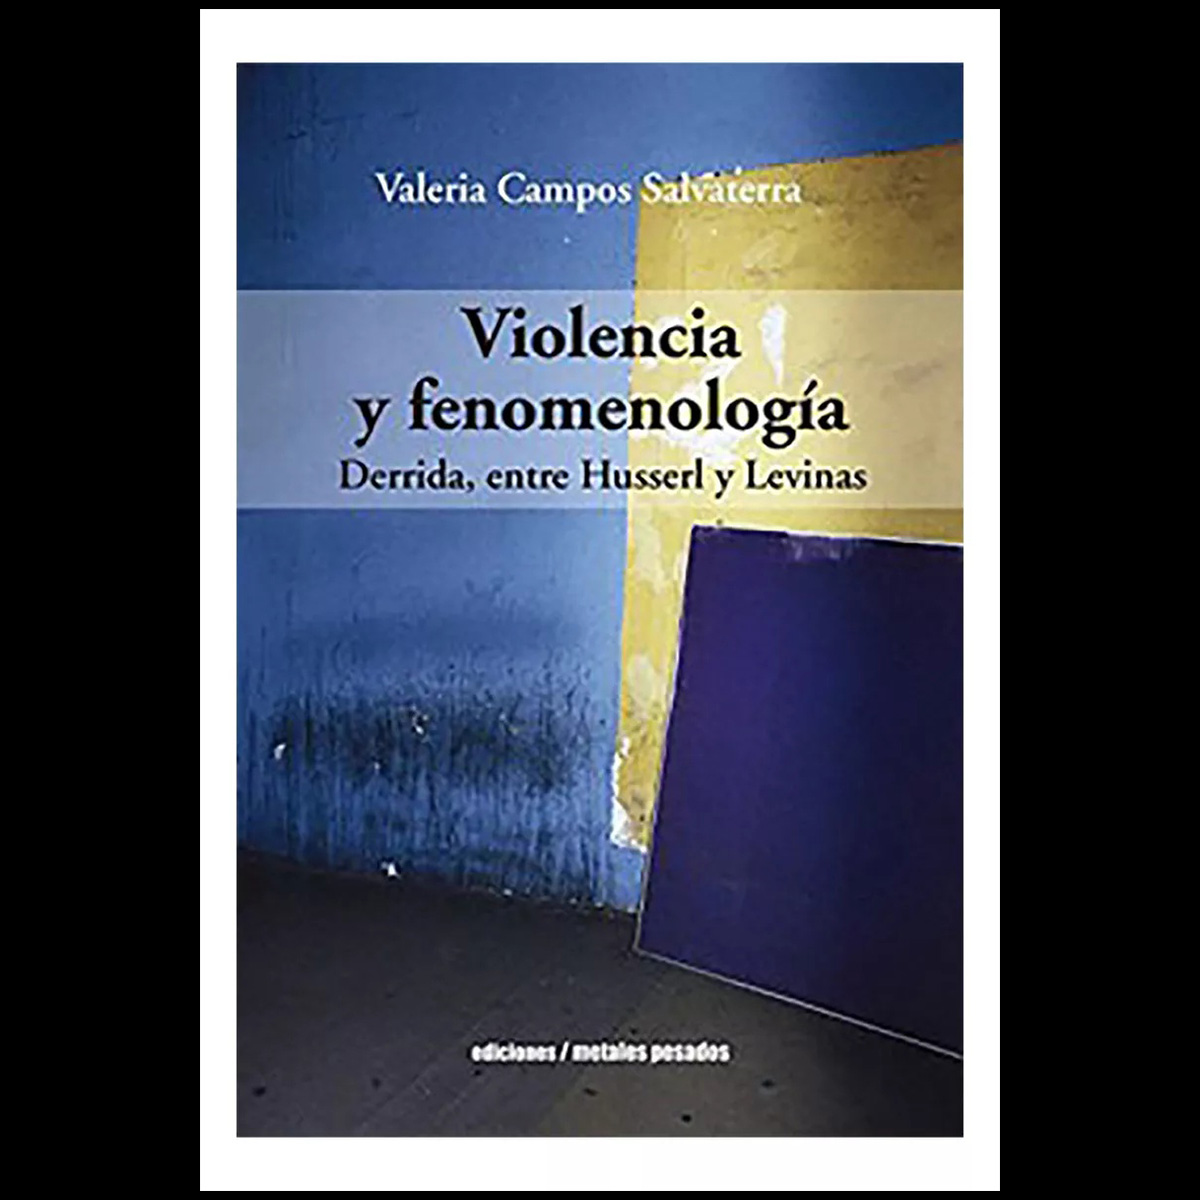 Valeria Campos Salvaterra
Violencia
y fenomenología
Derrida, entre Husserl y Levinas
ediciones / metales pesados